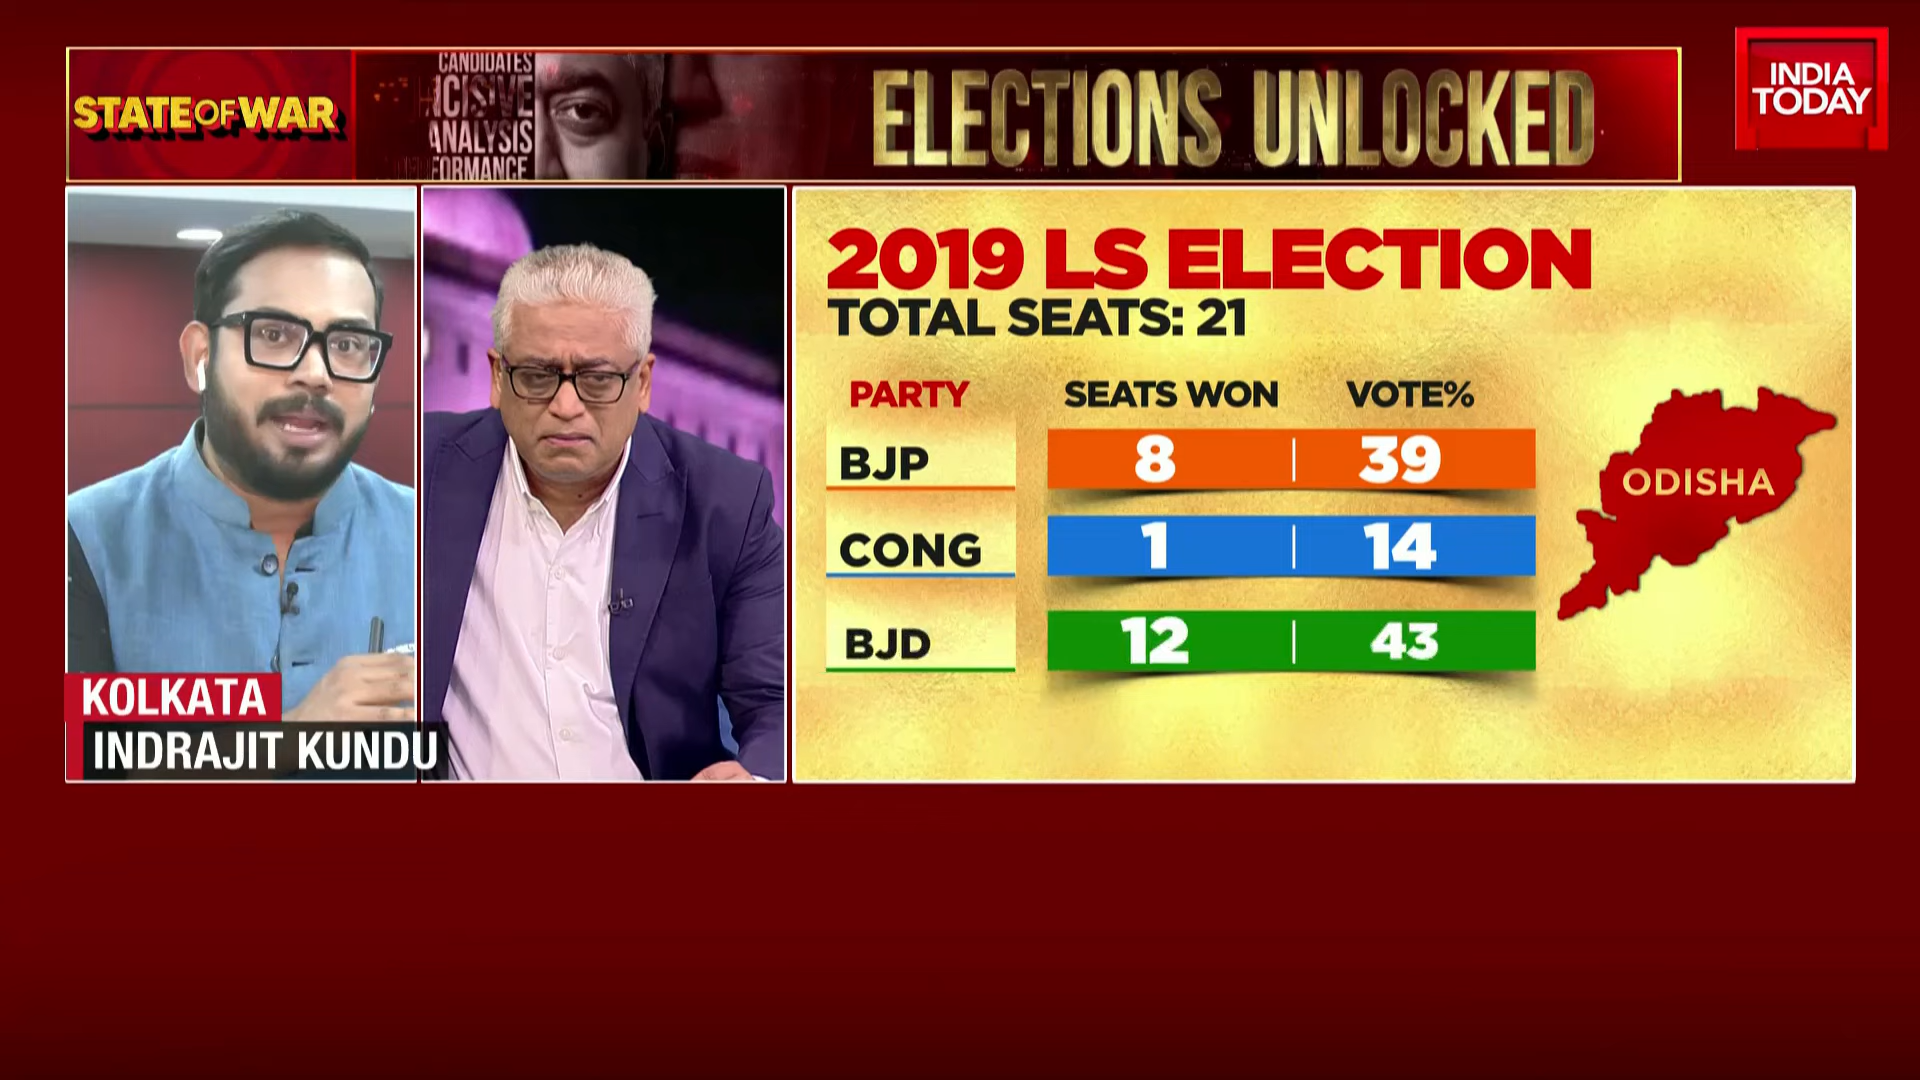 STATE OF WAR
CANDIDATES
ANALYSIS
ELECTIONS UNLOCKED
INDIA
TODAY
2019 LS ELECTION
TOTAL SEATS: 21
PARTY SEATS WON VOTE%
BJP 8 39
CONG 1 14
BJD 12 43
ODISHA
KOLKATA
INDRAJIT KUNDU